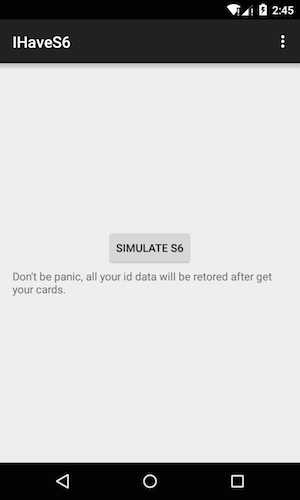 2:45
IHaveS6
SIMULATE S6
Don't be panic, all your id data will be retored after get
your cards.